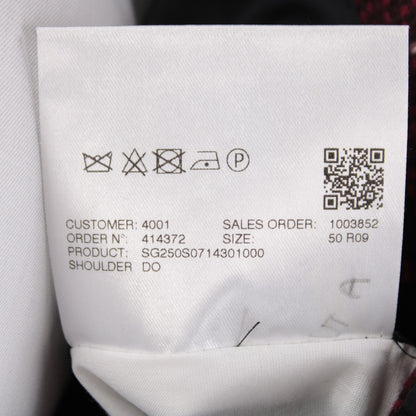 P
CUSTOMER: 4001 SALES ORDER: 1003852
ORDER N°: 414372 SIZE: 50 R09
PRODUCT: SG250S0714301000
SHOULDER DO